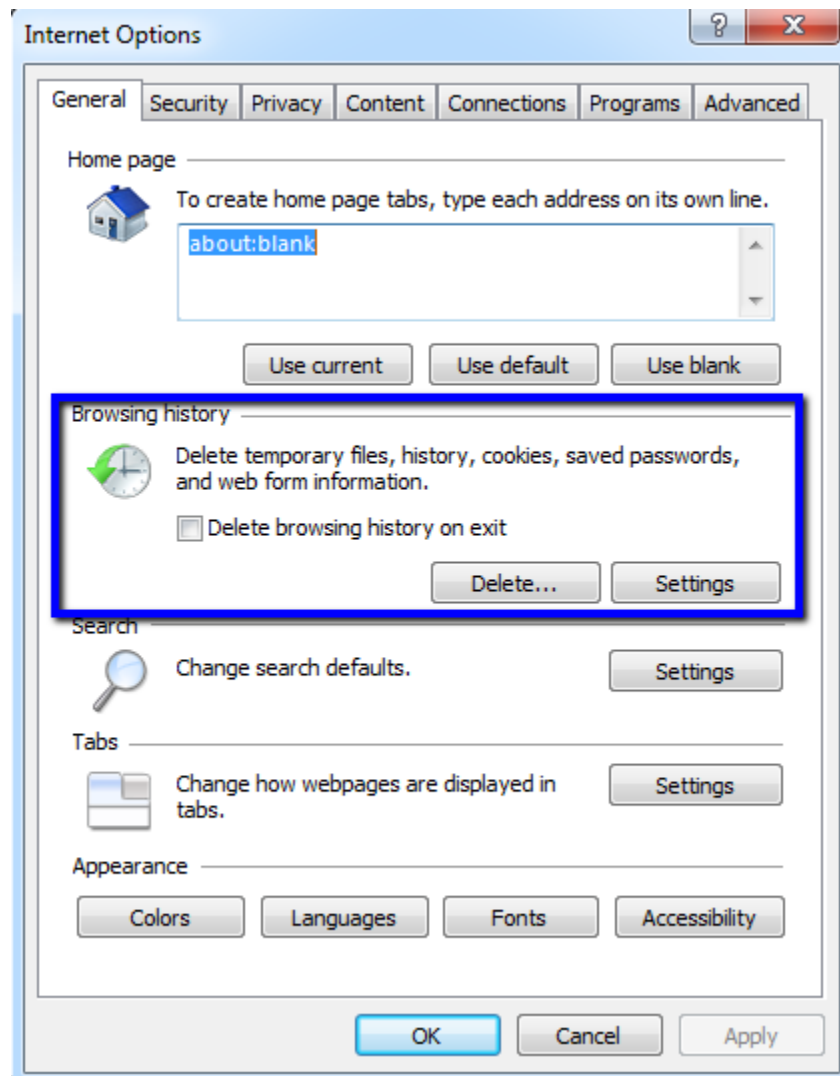 Internet Options
General Security Privacy Content Connections Programs Advanced
Home page
To create home page tabs, type each address on its own line.
about:blank
Use current Use default Use blank
Browsing history
Delete temporary files, history, cookies, saved passwords,
and web form information.
Delete browsing history on exit
Delete... Settings
Search
Change search defaults. Settings
Tabs
Change how webpages are displayed in Settings
tabs.
Appearance
Colors Languages Fonts Accessibility
OK Cancel Apply